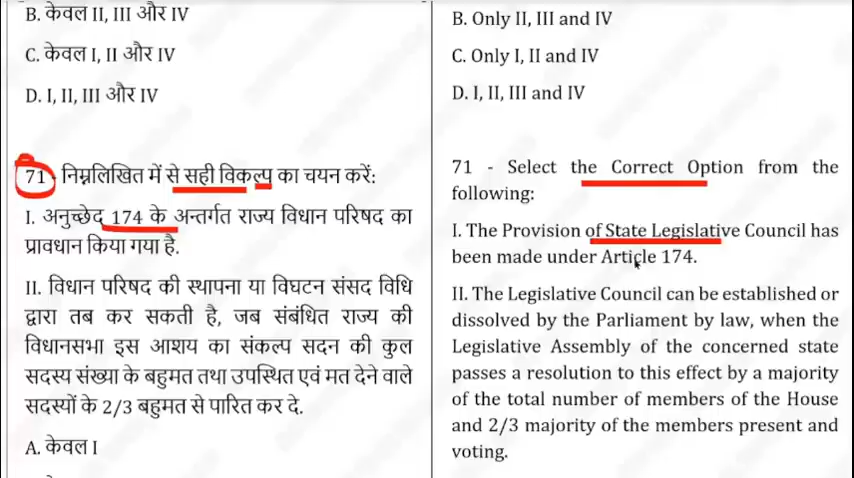 B. केवल II, III और IV
C. केवल I, II और IV
D. I, II, III और IV
71 - निम्नलिखित में से सही विकल्प का चयन करें:
I. अनुच्छेद 174 के अन्तर्गत राज्य विधान परिषद का
प्रावधान किया गया है.
II. विधान परिषद की स्थापना या विघटन संसद विधि
द्वारा तब कर सकती है, जब संबंधित राज्य की
विधानसभा इस आशय का संकल्प सदन की कुल
सदस्य संख्या के बहुमत तथा उपस्थित एवं मत देने वाले
सदस्यों के 2/3 बहुमत से पारित कर दे.
A. केवल I
B. Only II, III and IV
C. Only I, II and IV
D. I, II, III and IV
71 - Select the Correct Option from the
following:
I. The Provision of State Legislative Council has
been made under Article 174.
II. The Legislative Council can be established or
dissolved by the Parliament by law, when the
Legislative Assembly of the concerned state
passes a resolution to this effect by a majority
of the total number of members of the House
and 2/3 majority of the members present and
voting.